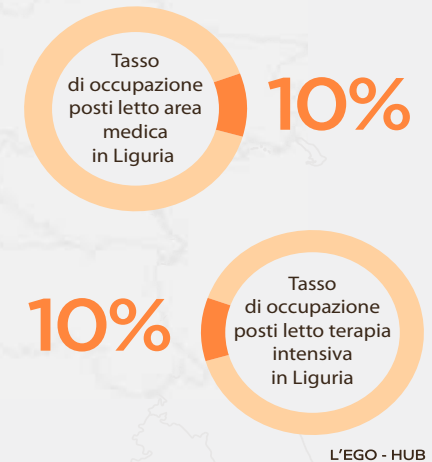 Tasso
di occupazione
posti letto area
medica
in Liguria
10%
10%
Tasso
di occupazione
posti letto terapia
intensiva
in Liguria
L'EGO - HUB